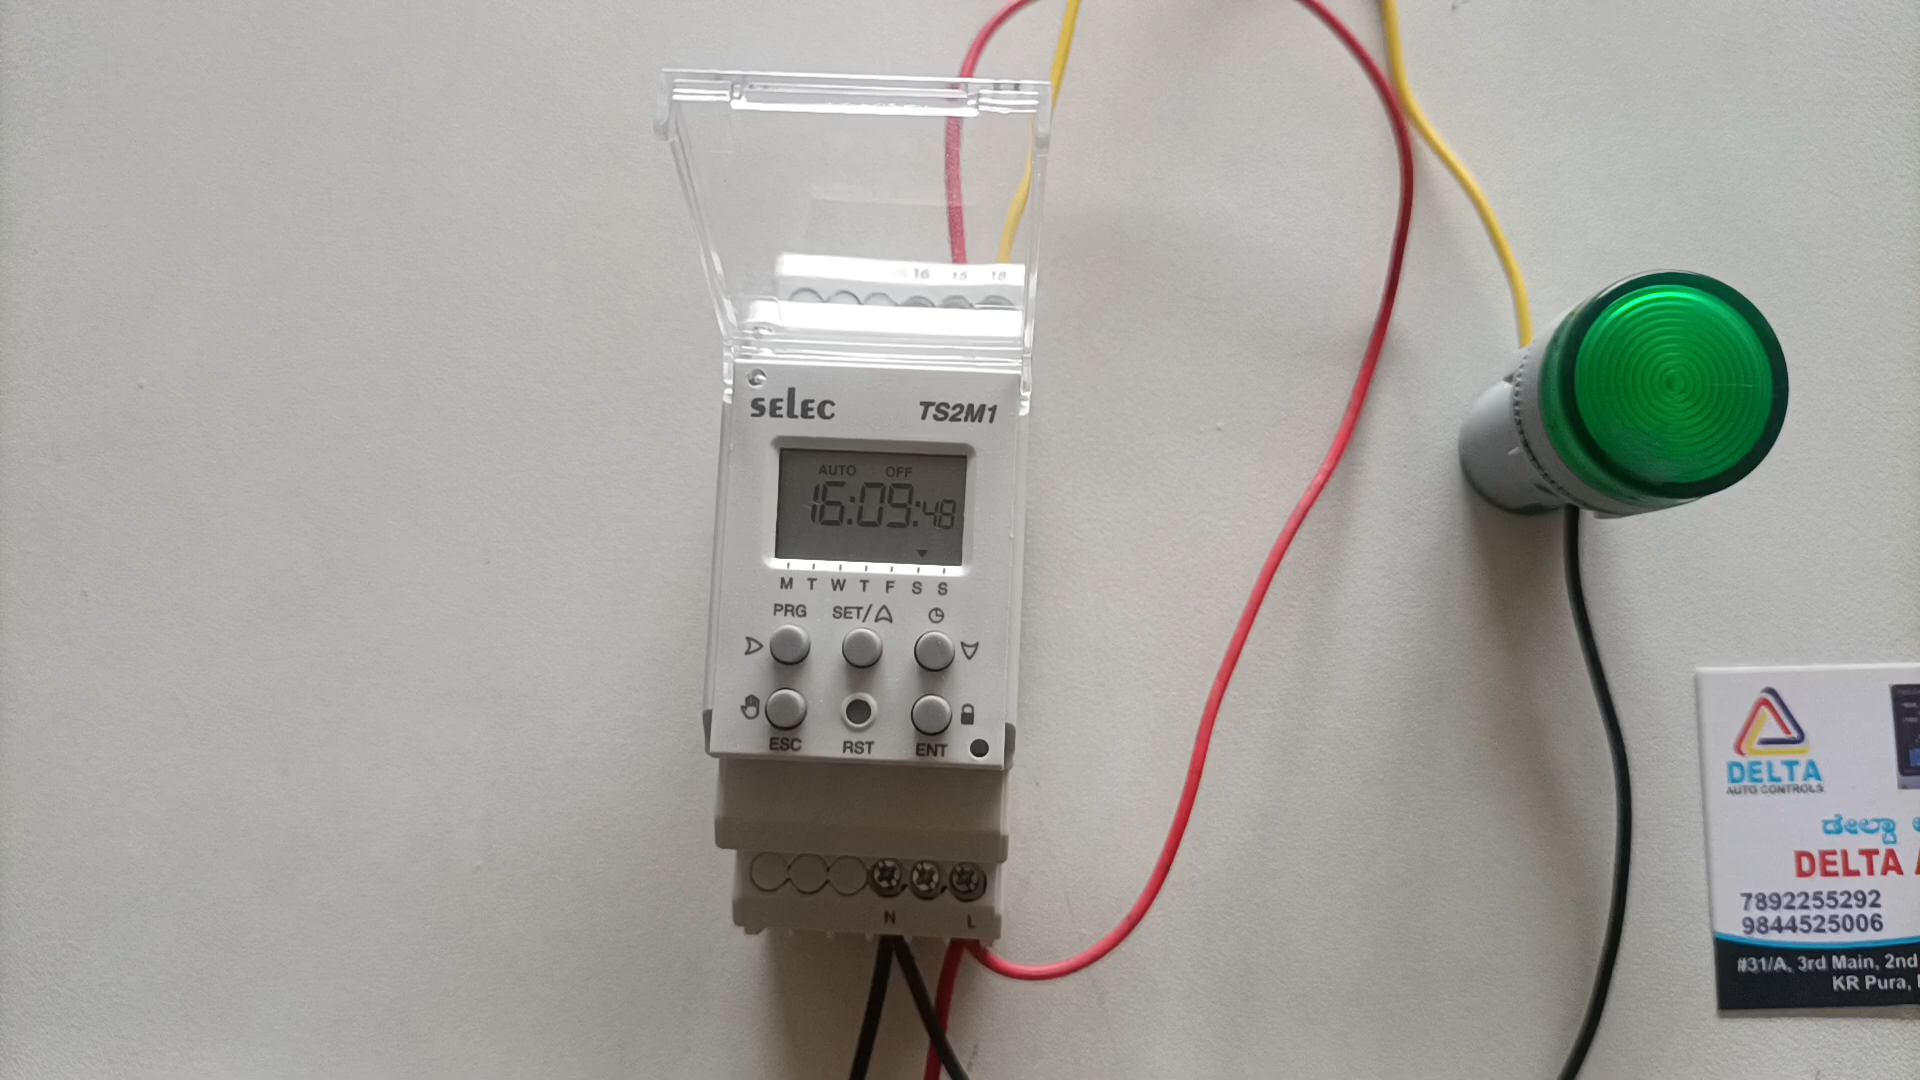 16 15 18
SELEC TS2M1
AUTO OFF
16:09:48
M T W T F S S
PRG SET/
ESC RST ENT
N L
DELTA
AUTO CONTROLS
ಡೇಲ್ಟಾ
DELTA
7892255292
9844525006
#31/A, 3rd Main, 2nd
KR Pura,